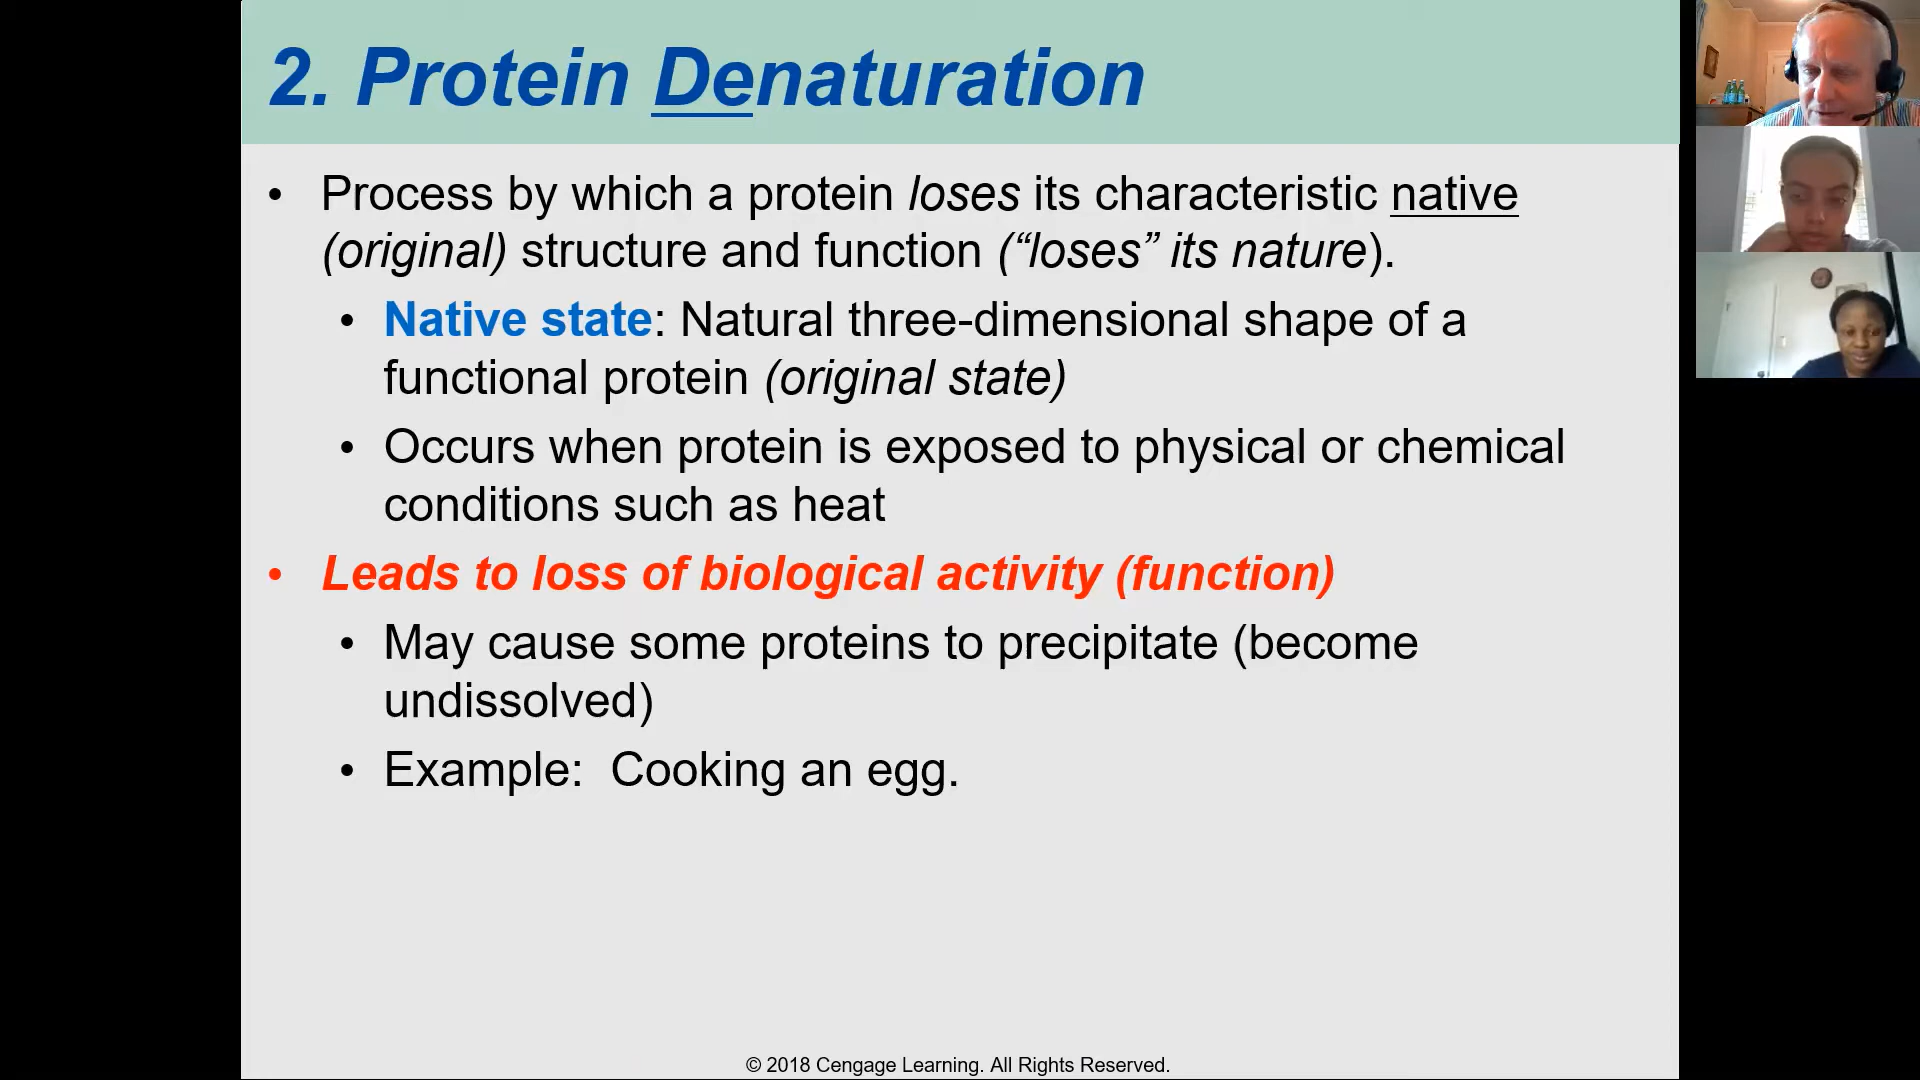 2. Protein Denaturation
• Process by which a protein loses its characteristic native
(original) structure and function (“loses” its nature).
• Native state: Natural three-dimensional shape of a
functional protein (original state)
• Occurs when protein is exposed to physical or chemical
conditions such as heat
• Leads to loss of biological activity (function)
• May cause some proteins to precipitate (become
undissolved)
• Example:  Cooking an egg.
© 2018 Cengage Learning. All Rights Reserved.